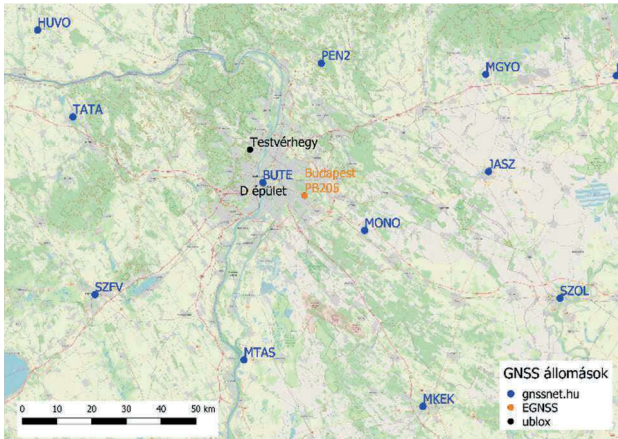 HUVO
PEN2
MGYO
TATA
Testvérhegy
JASZ
BUTE
Budapest
PB205
D épület
MONO
SZFV
SZOL
MTAS
MKEK
GNSS állomások
gnssnet.hu
EGNSS
ublox
0 10 20 30 40 50 km